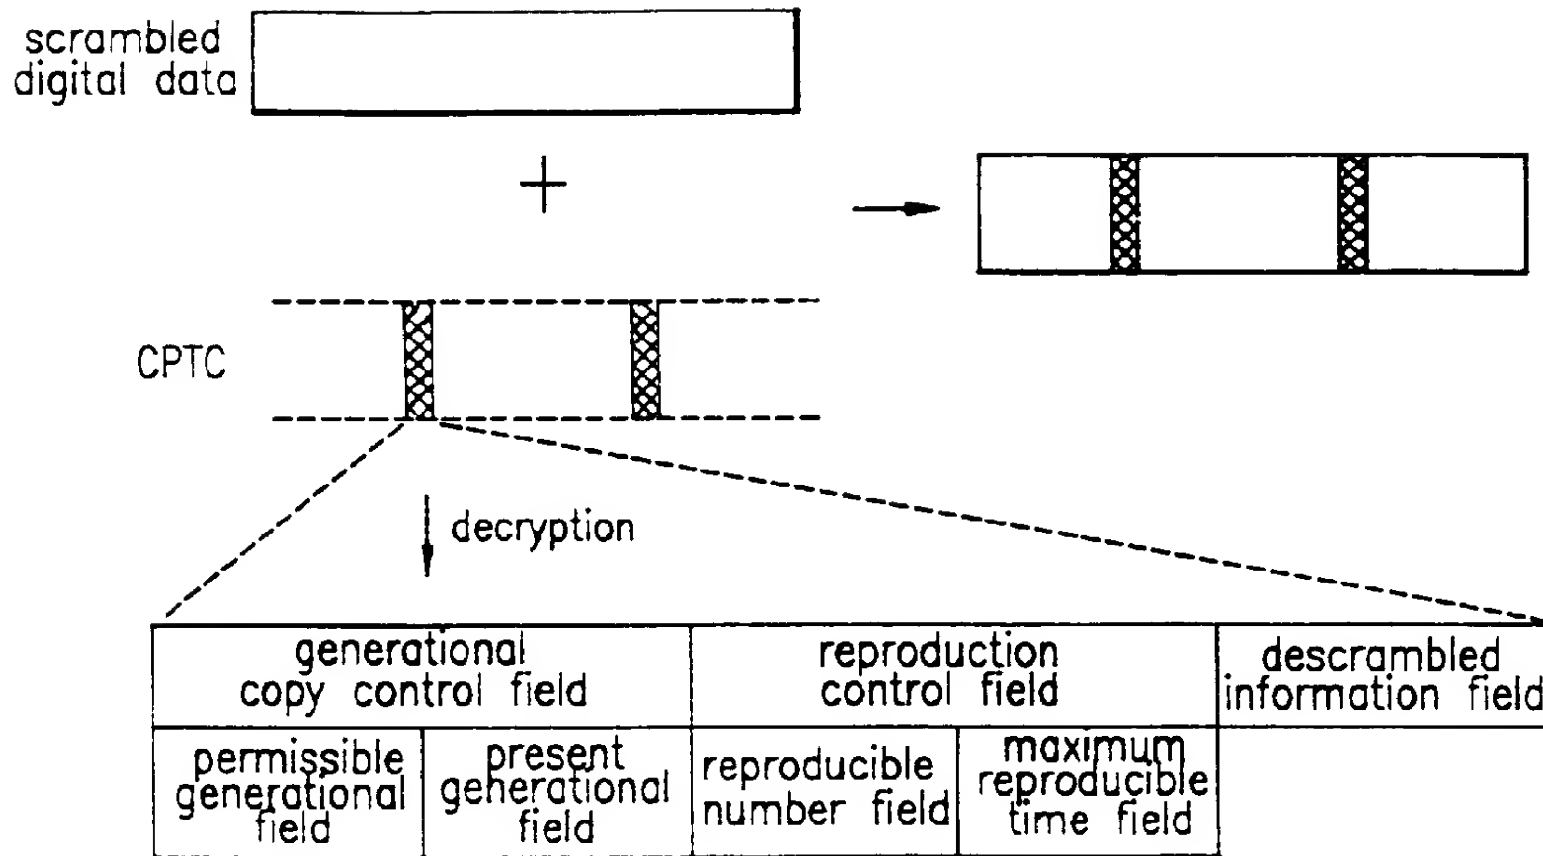 scrambled
digital data
+
CPTC
decryption
generational
copy control field
reproduction
control field
descrambled
information field
permissible
generational
field
present
generational
field
reproducible
number field
maximum
reproducible
time field